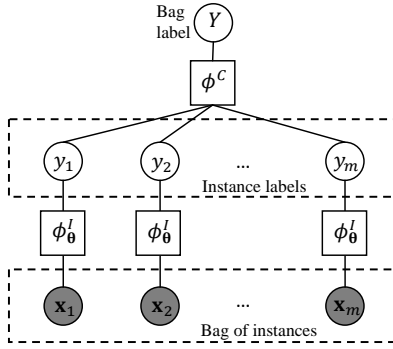 Bag
label
Y
ϕ^C
y_1 y_2 ... y_m
Instance labels
ϕ^I_θ ϕ^I_θ ϕ^I_θ
x_1 x_2 ... x_m
Bag of instances